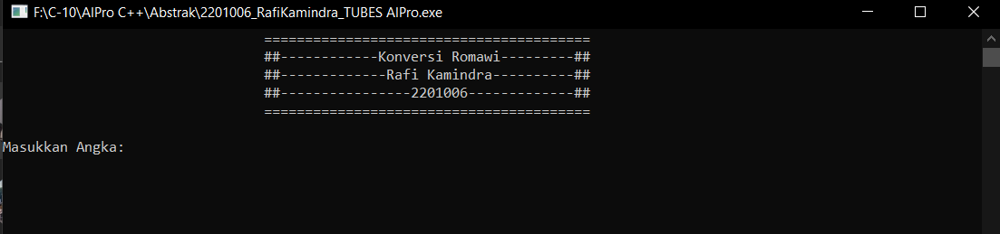 F:\C-10\AlPro C++\Abstrak\2201006_RafiKamindra_TUBES AlPro.exe
========================================
##------------Konversi Romawi---------##
##-------------Rafi Kamindra----------##
##----------------2201006-------------##
========================================
Masukkan Angka: